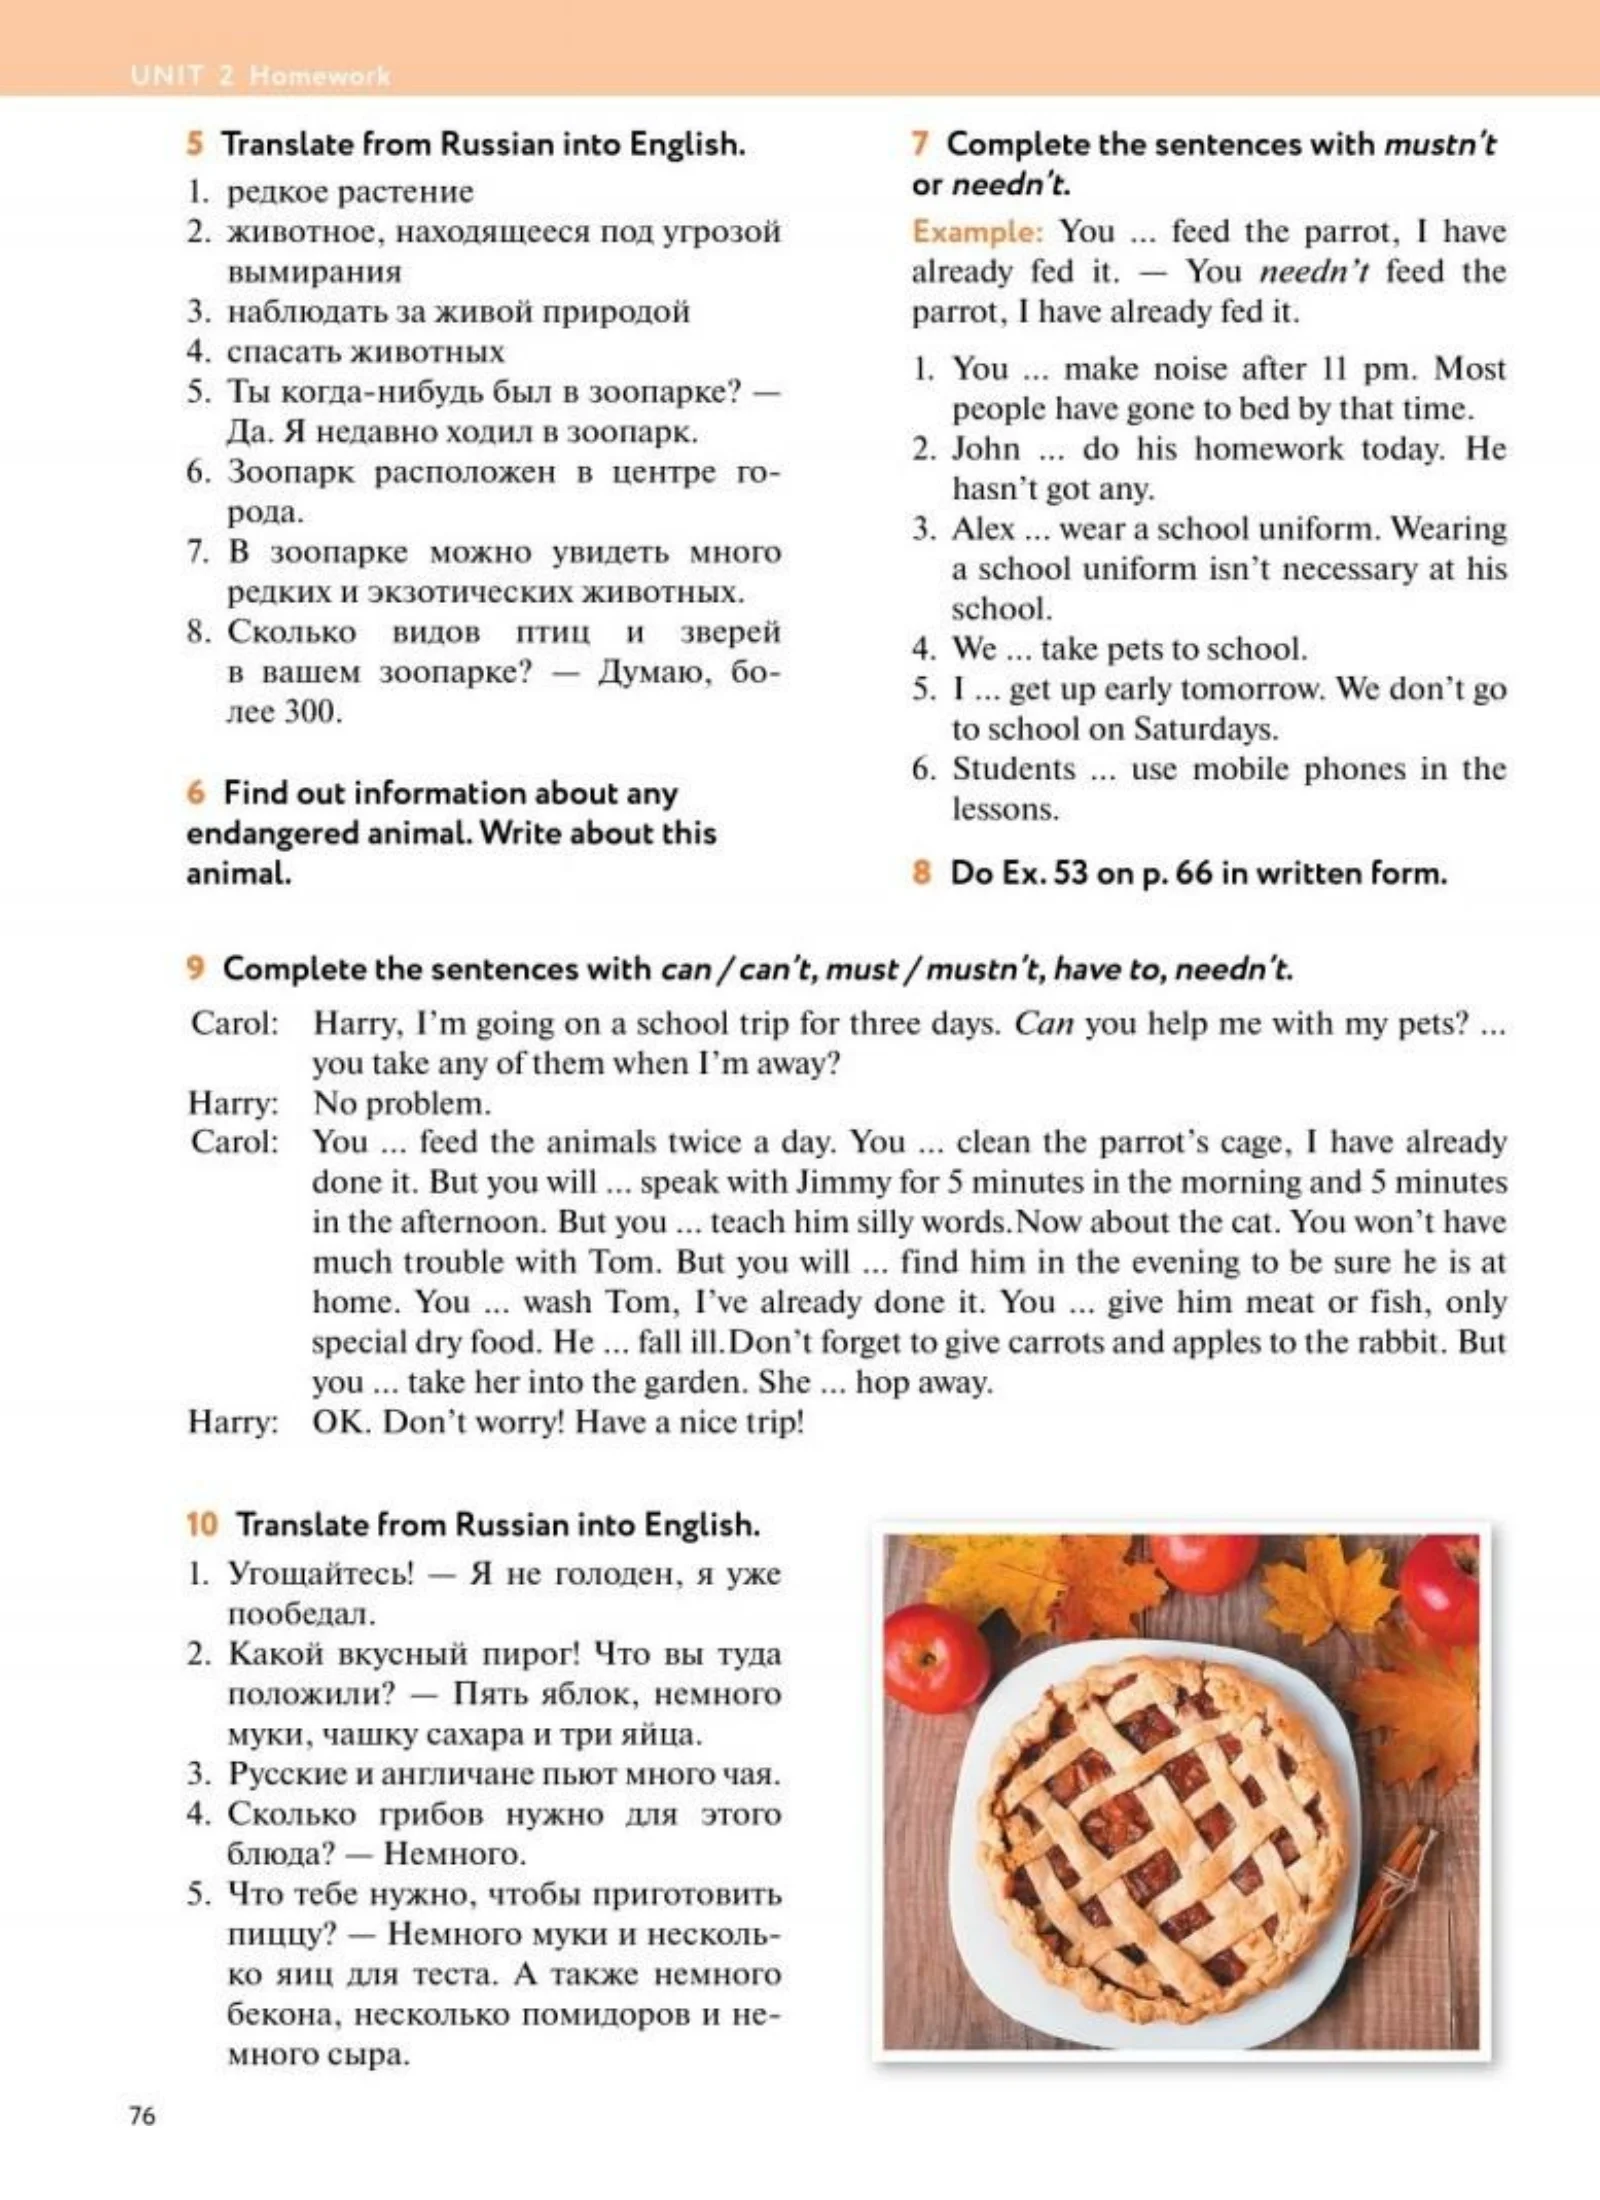 UNIT 2 Homework
5 Translate from Russian into English.
1. редкое растение
2. животное, находящееся под угрозой
вымирания
3. наблюдать за живой природой
4. спасать животных
5. Ты когда-нибудь был в зоопарке? —
Да. Я недавно ходил в зоопарк.
6. Зоопарк расположен в центре го-
рода.
7. В зоопарке можно увидеть много
редких и экзотических животных.
8. Сколько видов птиц и зверей
в вашем зоопарке? — Думаю, бо-
лее 300.
6 Find out information about any
endangered animal. Write about this
animal.
7 Complete the sentences with mustn't
or needn't.
Example: You ... feed the parrot, I have
already fed it. — You needn't feed the
parrot, I have already fed it.
1. You ... make noise after 11 pm. Most
people have gone to bed by that time.
2. John ... do his homework today. He
hasn't got any.
3. Alex ... wear a school uniform. Wearing
a school uniform isn't necessary at his
school.
4. We ... take pets to school.
5. I ... get up early tomorrow. We don't go
to school on Saturdays.
6. Students ... use mobile phones in the
lessons.
8 Do Ex. 53 on p. 66 in written form.
9 Complete the sentences with can / can't, must / mustn't, have to, needn't.
Carol: Harry, I'm going on a school trip for three days. Can you help me with my pets? ...
you take any of them when I'm away?
Harry: No problem.
Carol: You ... feed the animals twice a day. You ... clean the parrot's cage, I have already
done it. But you will ... speak with Jimmy for 5 minutes in the morning and 5 minutes
in the afternoon. But you ... teach him silly words.Now about the cat. You won't have
much trouble with Tom. But you will ... find him in the evening to be sure he is at
home. You ... wash Tom, I've already done it. You ... give him meat or fish, only
special dry food. He ... fall ill.Don't forget to give carrots and apples to the rabbit. But
you ... take her into the garden. She ... hop away.
Harry: OK. Don't worry! Have a nice trip!
10 Translate from Russian into English.
1. Угощайтесь! — Я не голоден, я уже
пообедал.
2. Какой вкусный пирог! Что вы туда
положили? — Пять яблок, немного
муки, чашку сахара и три яйца.
3. Русские и англичане пьют много чая.
4. Сколько грибов нужно для этого
блюда? — Немного.
5. Что тебе нужно, чтобы приготовить
пиццу? — Немного муки и несколь-
ко яиц для теста. А также немного
бекона, несколько помидоров и не-
много сыра.
76